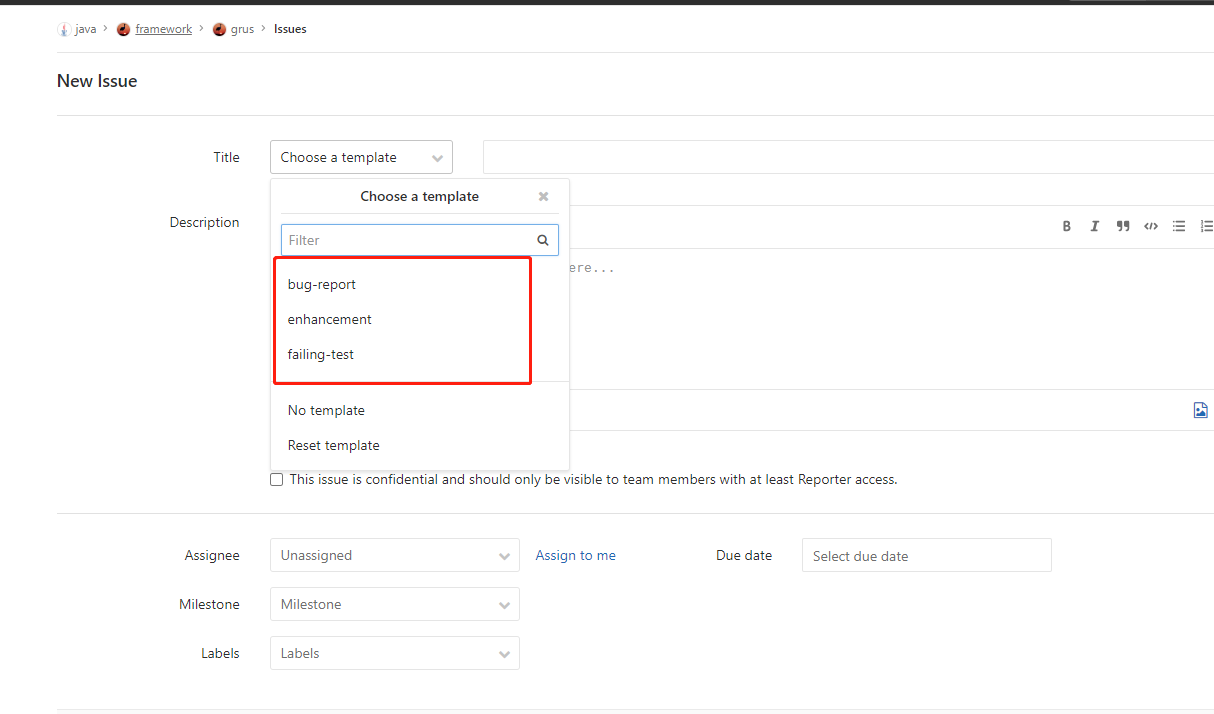 java > framework > grus > Issues
New Issue
Title Choose a template
Choose a template
Description
Filter
ere...
bug-report
enhancement
failing-test
No template
Reset template
This issue is confidential and should only be visible to team members with at least Reporter access.
Assignee Unassigned Assign to me Due date Select due date
Milestone Milestone
Labels Labels